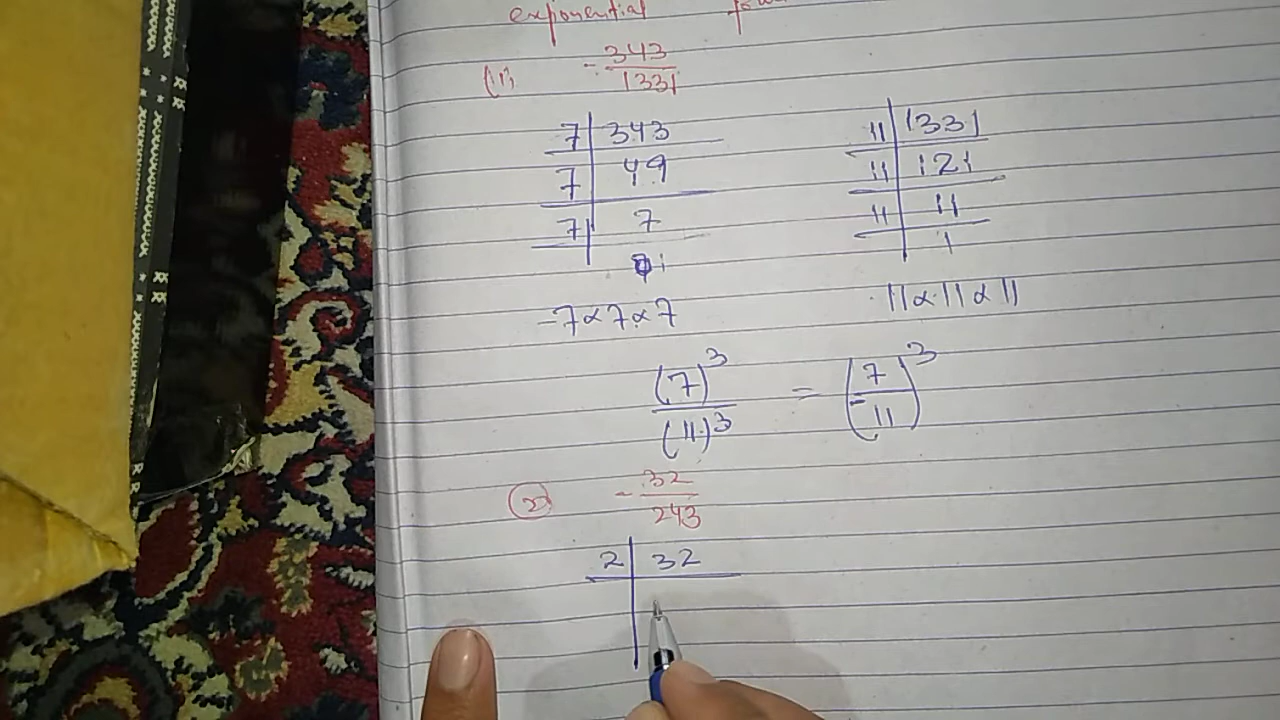 exponential
(ii) - 343/1331
7 | 343 11 | 1331
7 | 49 11 | 121
7 | 7 11 | 11
1 1
-7×7×7 11×11×11
(7)^3/(11)^3 = (-7/11)^3
- 32/243
2 | 32